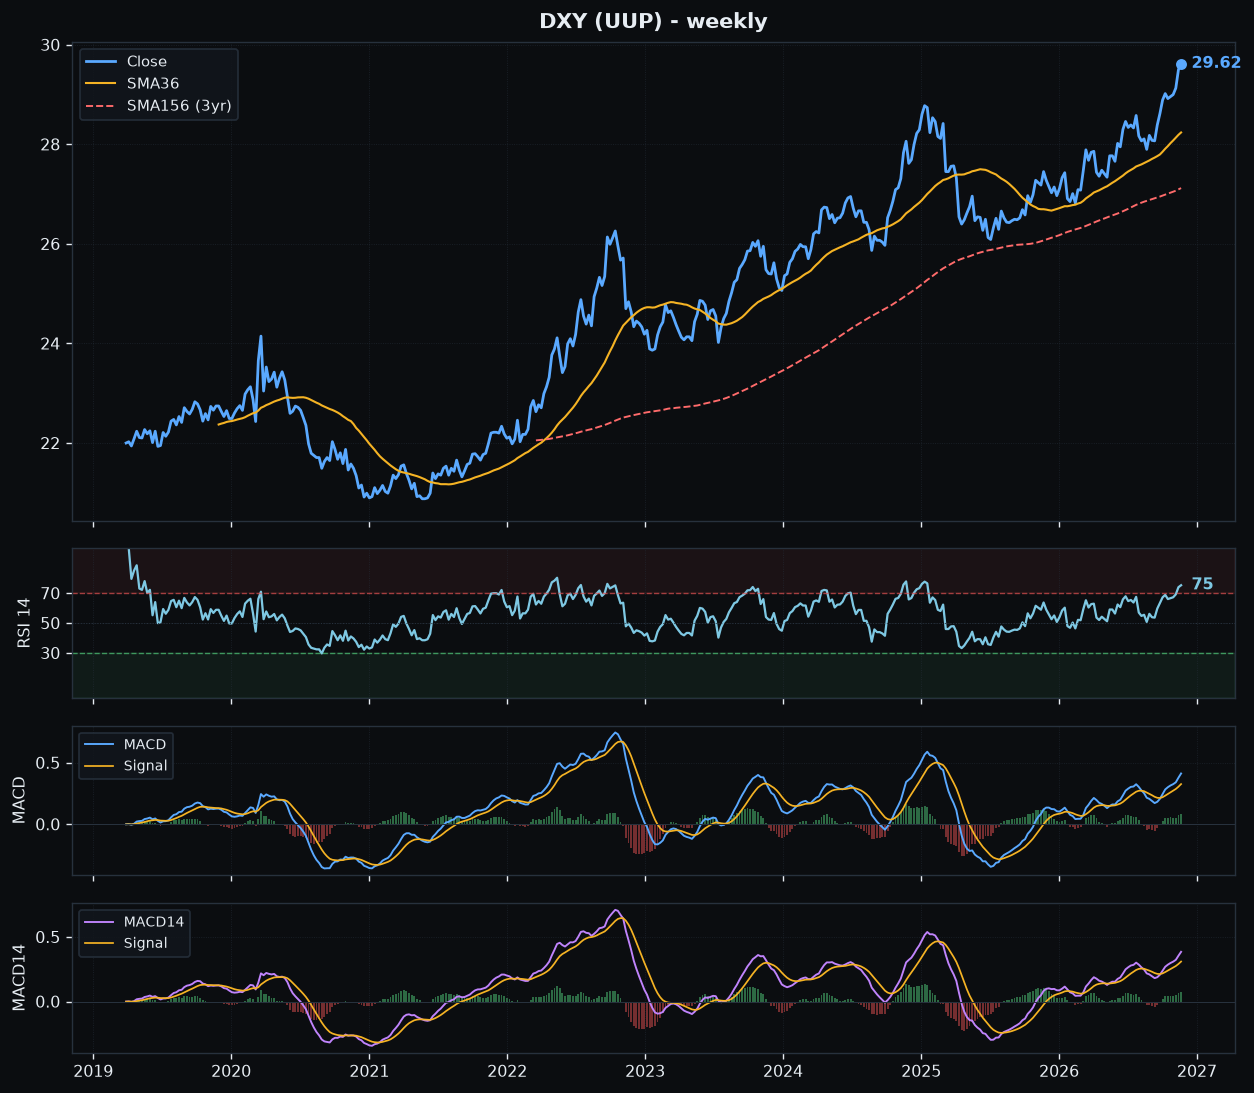 DXY (UUP) - weekly
30
28
26
24
22
Close
SMA36
SMA156 (3yr)
29.62
RSI 14
70
50
30
75
MACD
0.5
0.0
MACD
Signal
MACD14
0.5
0.0
MACD14
Signal
2019 2020 2021 2022 2023 2024 2025 2026 2027